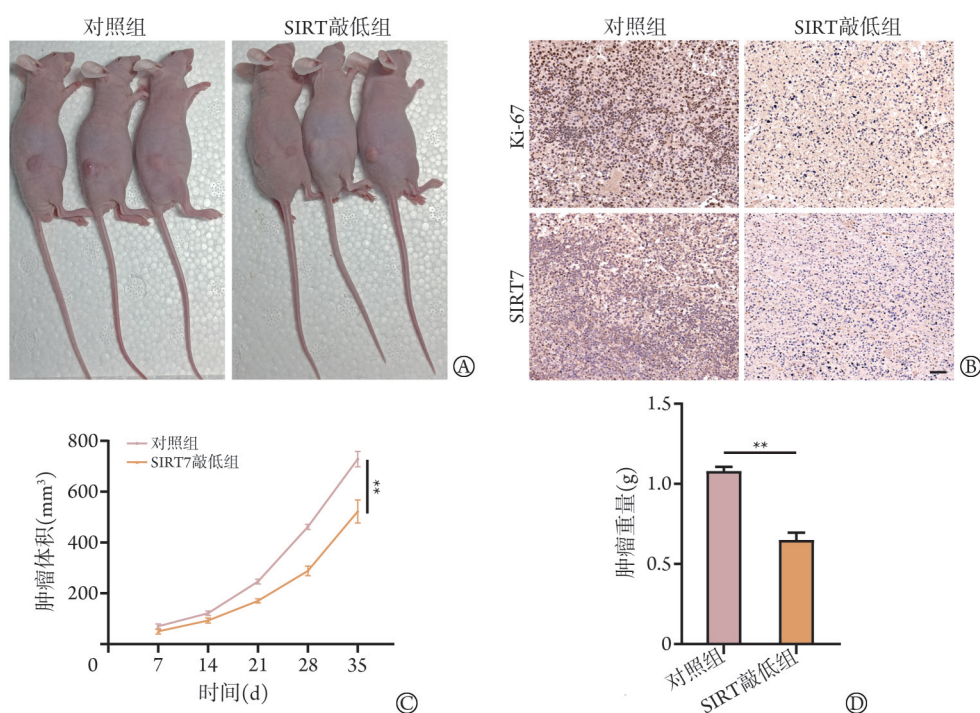 对照组
SIRT敲低组
Ⓐ
对照组
SIRT敲低组
Ki-67
SIRT7
Ⓑ
肿瘤体积(mm³)
800
600
400
200
0
对照组
SIRT7敲低组
**
7 14 21 28 35
时间(d)
Ⓒ
肿瘤重量(g)
1.5
1.0
0.5
0
**
对照组
SIRT敲低组
Ⓓ